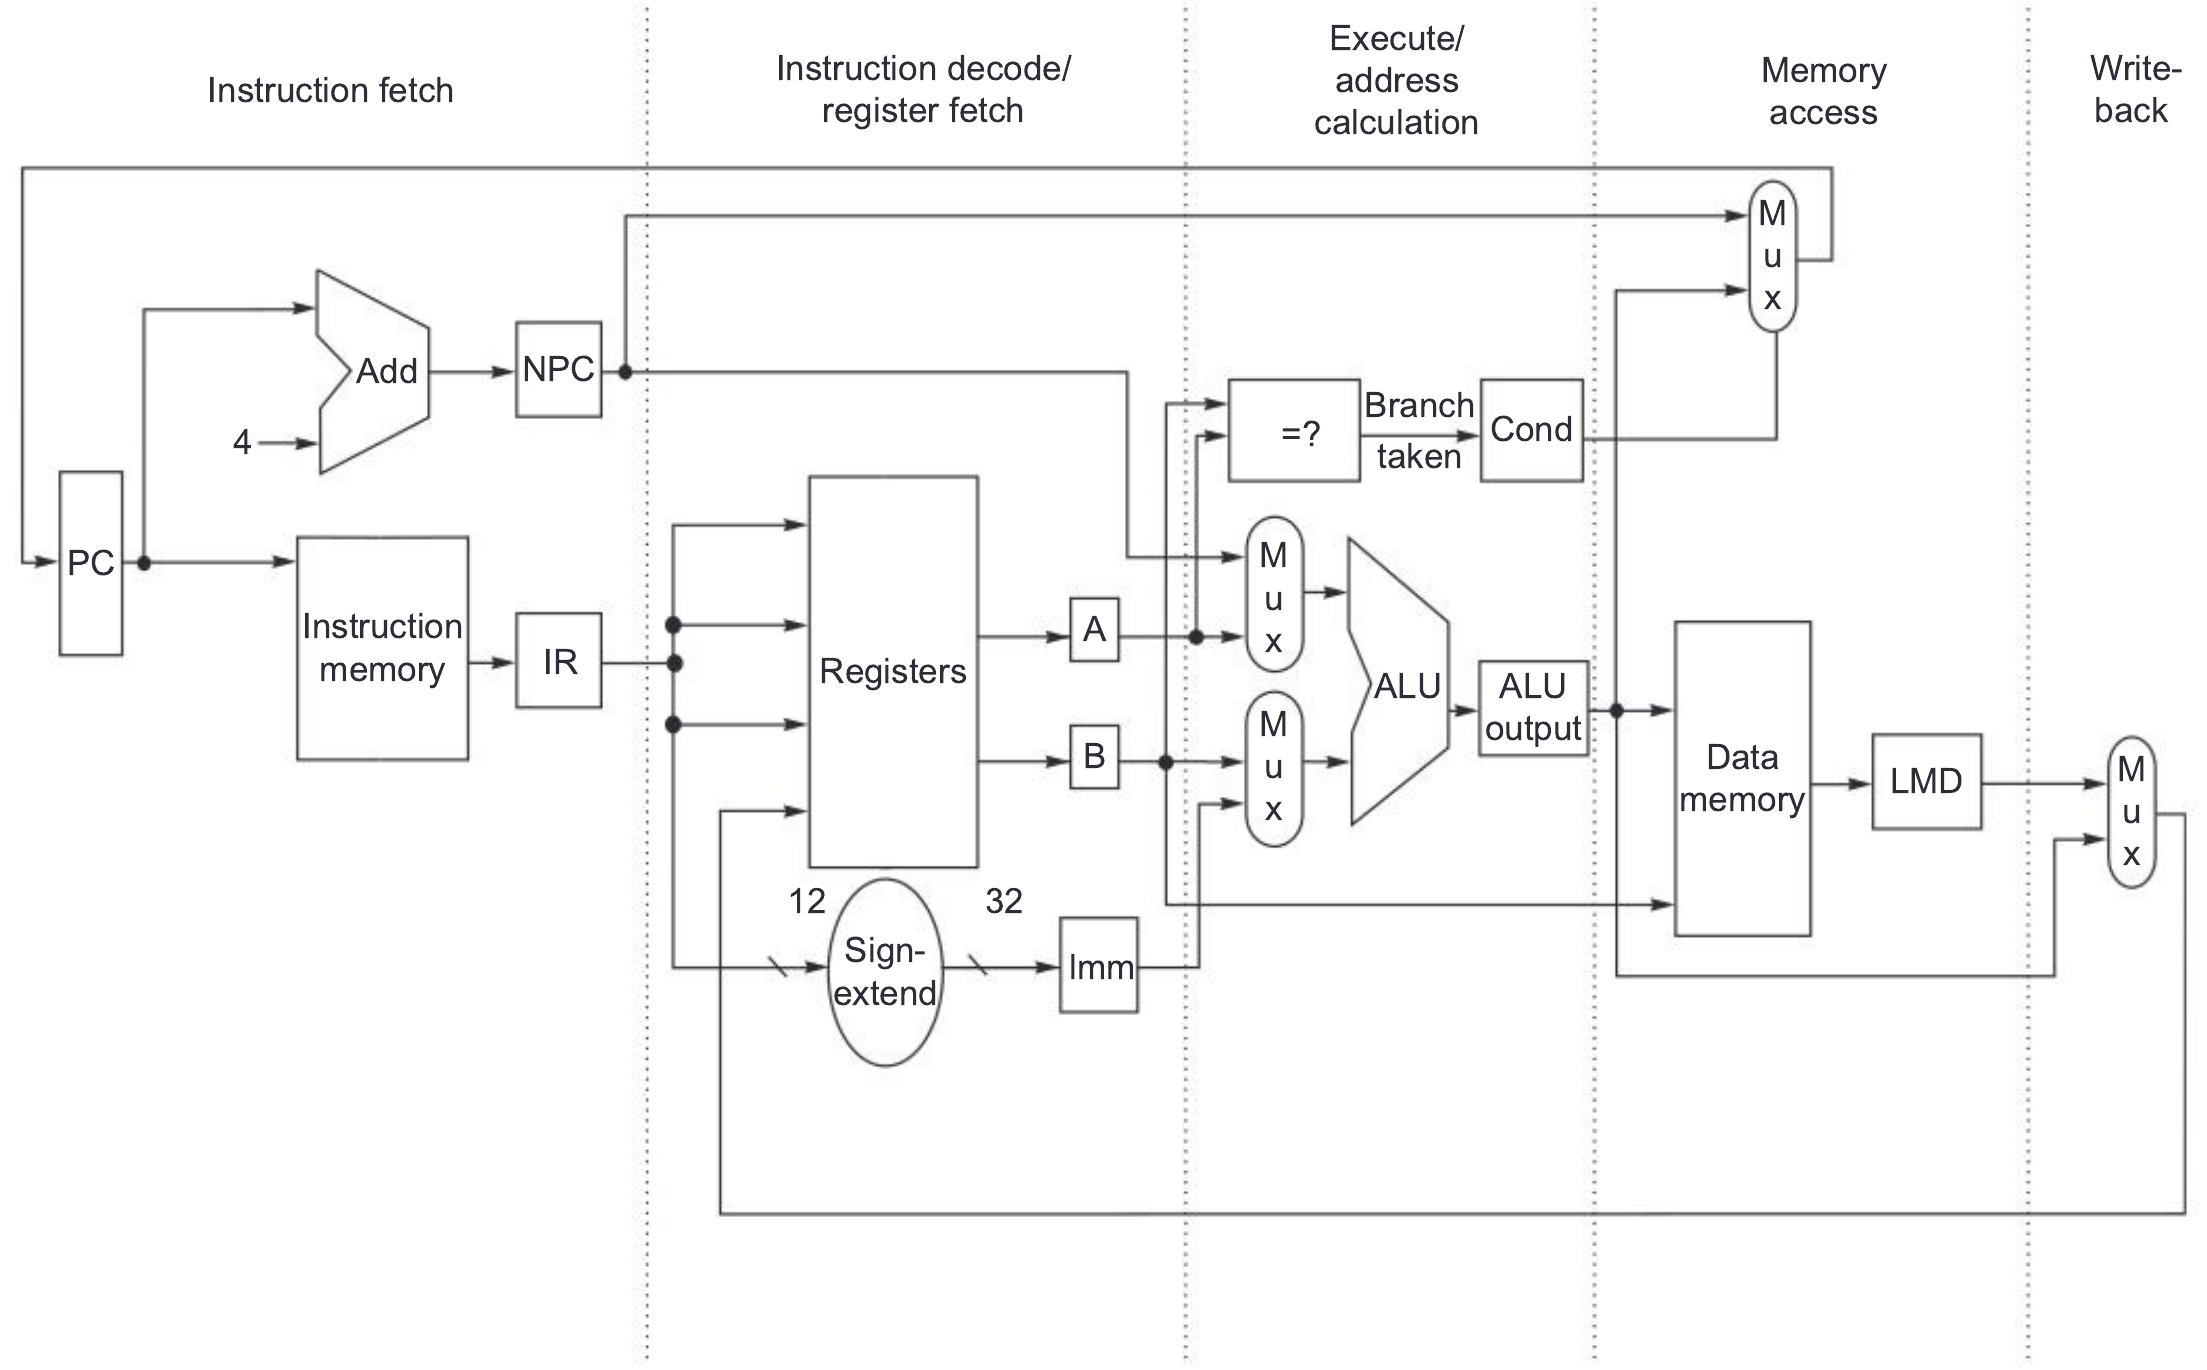 Instruction fetch
Instruction decode/
register fetch
Execute/
address
calculation
Memory
access
Write-
back
M
u
x
Add
NPC
4
PC
Instruction
memory
IR
Registers
A
B
12
32
Sign-
extend
Imm
=?
Branch
taken
Cond
M
u
x
M
u
x
ALU
ALU
output
Data
memory
LMD
M
u
x